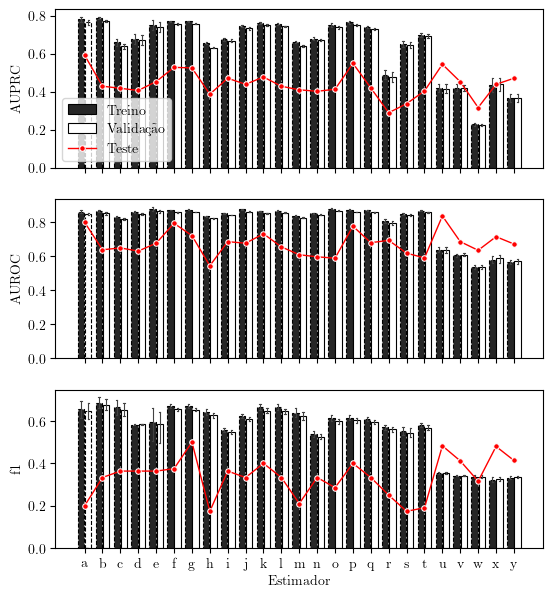 AUPRC
0.8
0.6
0.4
0.2
0.0
Treino
Validação
Teste
AUROC
0.8
0.6
0.4
0.2
0.0
f1
0.6
0.4
0.2
0.0
a b c d e f g h i j k l m n o p q r s t u v w x y
Estimador